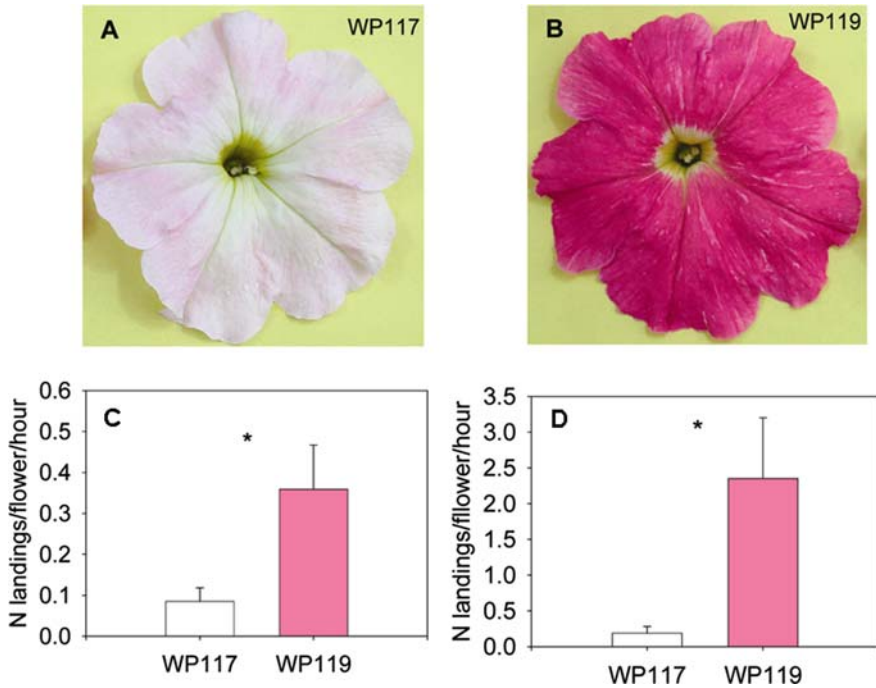 A WP117
B WP119
C
N landings/flower/hour
0.6
0.5
0.4
0.3
0.2
0.1
0.0
*
WP117 WP119
D
N landings/fllower/hour
3.5
3.0
2.5
2.0
1.5
1.0
0.5
0.0
*
WP117 WP119